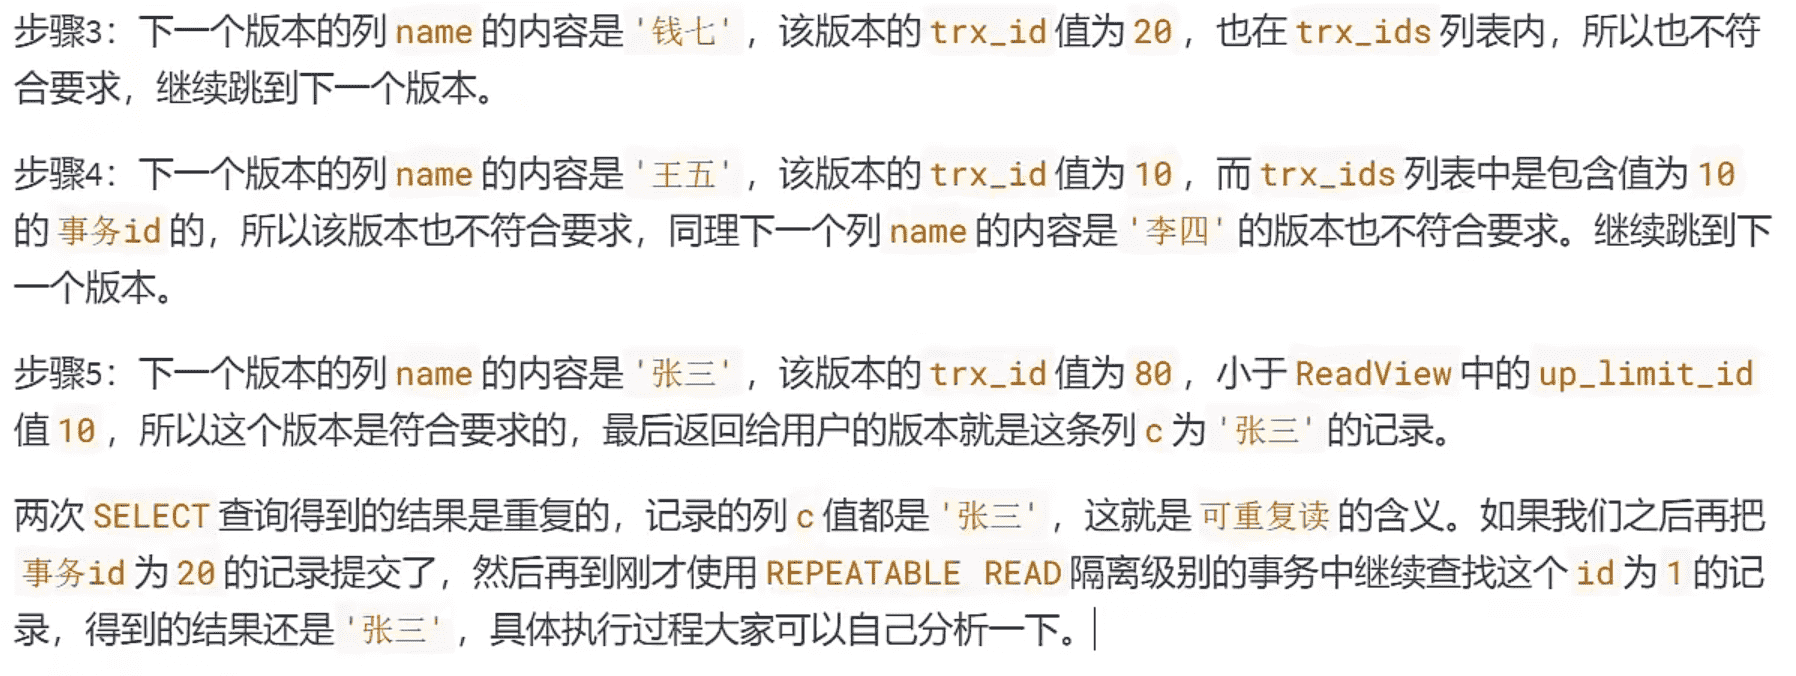 步骤3：下一个版本的列 name 的内容是 '钱七' ，该版本的 trx_id 值为 20 ，也在 trx_ids 列表内，所以也不符
合要求，继续跳到下一个版本。
步骤4：下一个版本的列 name 的内容是 '王五' ，该版本的 trx_id 值为 10 ，而 trx_ids 列表中是包含值为 10
的 事务id 的，所以该版本也不符合要求，同理下一个列 name 的内容是 '李四' 的版本也不符合要求。继续跳到下
一个版本。
步骤5：下一个版本的列 name 的内容是 '张三' ，该版本的 trx_id 值为 80 ，小于 ReadView 中的 up_limit_id
值 10 ，所以这个版本是符合要求的，最后返回给用户的版本就是这条列 c 为 '张三' 的记录。
两次 SELECT 查询得到的结果是重复的，记录的列 c 值都是 '张三' ，这就是 可重复读 的含义。如果我们之后再把
事务id 为 20 的记录提交了，然后再到刚才使用 REPEATABLE READ 隔离级别的事务中继续查找这个 id 为 1 的记
录，得到的结果还是 '张三' ，具体执行过程大家可以自己分析一下。